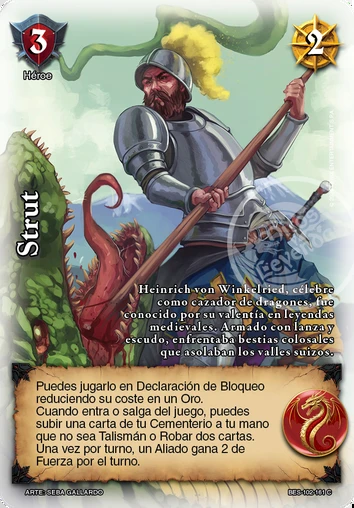 3
2
Héroe
Strut
Heinrich von Winkelried, célebre
como cazador de dragones, fue
conocido por su valentía en leyendas
medievales. Armado con lanza y
escudo, enfrentaba bestias colosales
que asolaban los valles suizos.
Puedes jugarlo en Declaración de Bloqueo
reduciendo su coste en un Oro.
Cuando entra o salga del juego, puedes
subir una carta de tu Cementerio a tu mano
que no sea Talismán o Robar dos cartas.
Una vez por turno, un Aliado gana 2 de
Fuerza por el turno.
ARTE: SEBA GALLARDO
BES-102-161 C